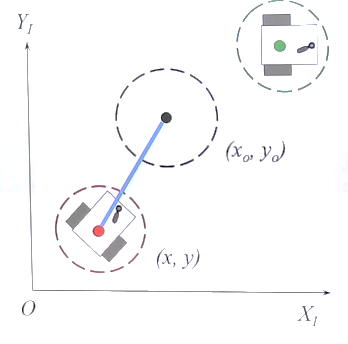 Y_I
(x_o, y_o)
(x, y)
O
X_I